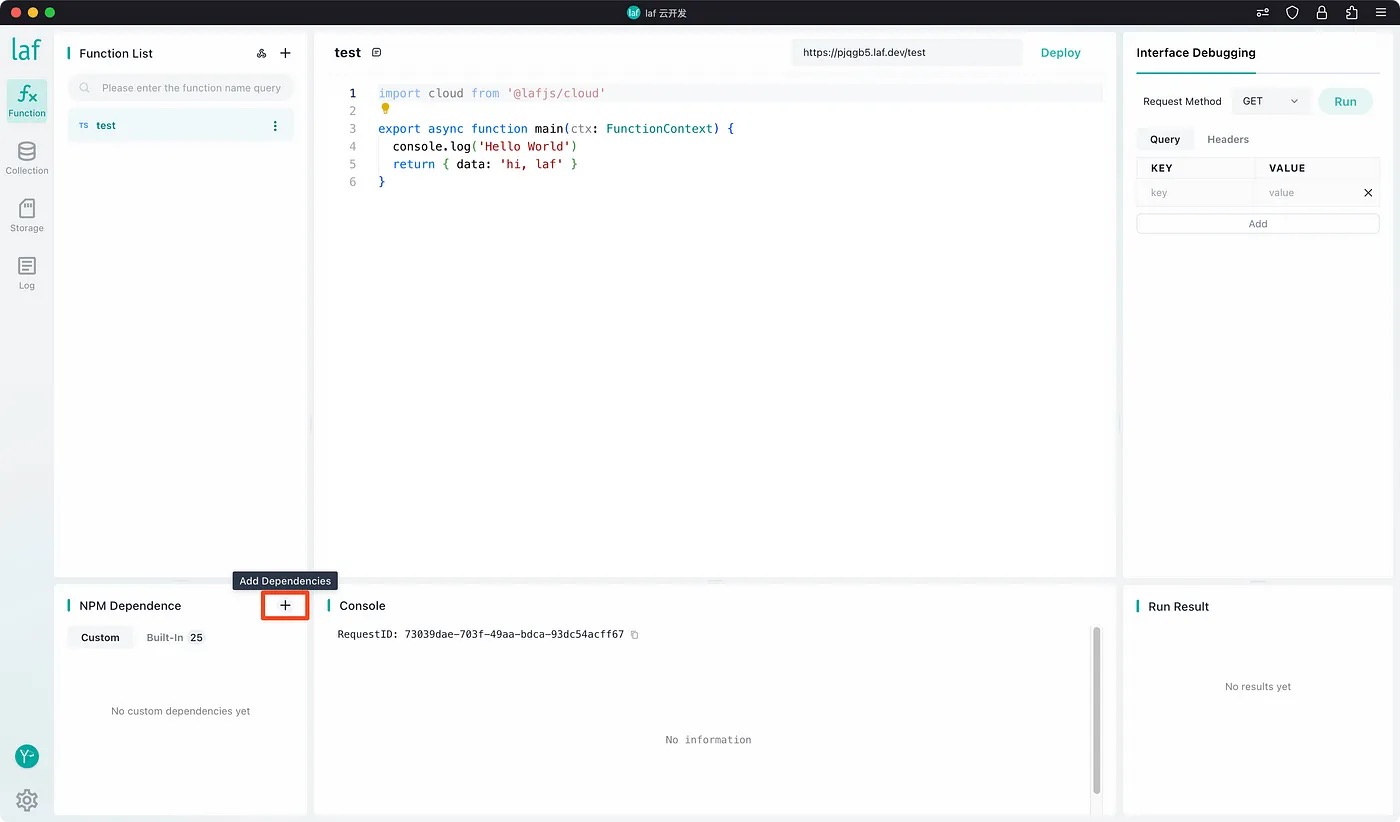 laf 云开发
laf
Function
Collection
Storage
Log
Function List
Please enter the function name query
TS test
test
https://pjqgb5.laf.dev/test
Deploy
1 import cloud from '@lafjs/cloud'
2
3 export async function main(ctx: FunctionContext) {
4 console.log('Hello World')
5 return { data: 'hi, laf' }
6 }
Interface Debugging
Request Method GET Run
Query Headers
KEY VALUE
key value
Add
Add Dependencies
NPM Dependence
Custom Built-In 25
No custom dependencies yet
Console
RequestID: 73039dae-703f-49aa-bdca-93dc54acff67
No information
Run Result
No results yet